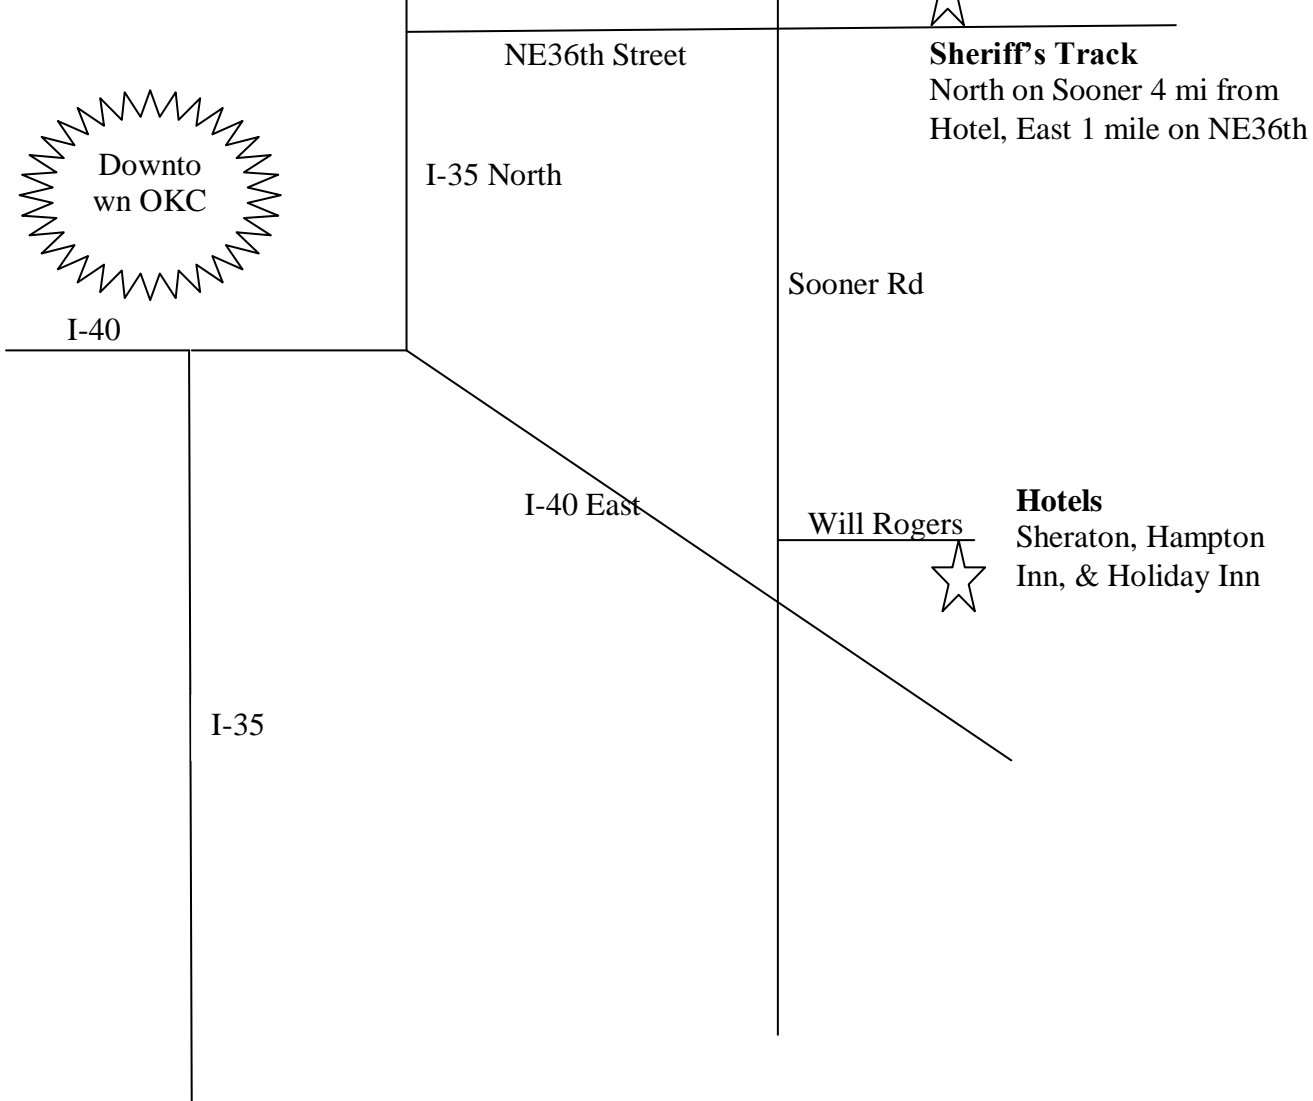 NE36th Street
Sheriff’s Track
North on Sooner 4 mi from
Hotel, East 1 mile on NE36th
Downto
wn OKC
I-35 North
Sooner Rd
I-40
I-40 East
Will Rogers
Hotels
Sheraton, Hampton
Inn, & Holiday Inn
I-35